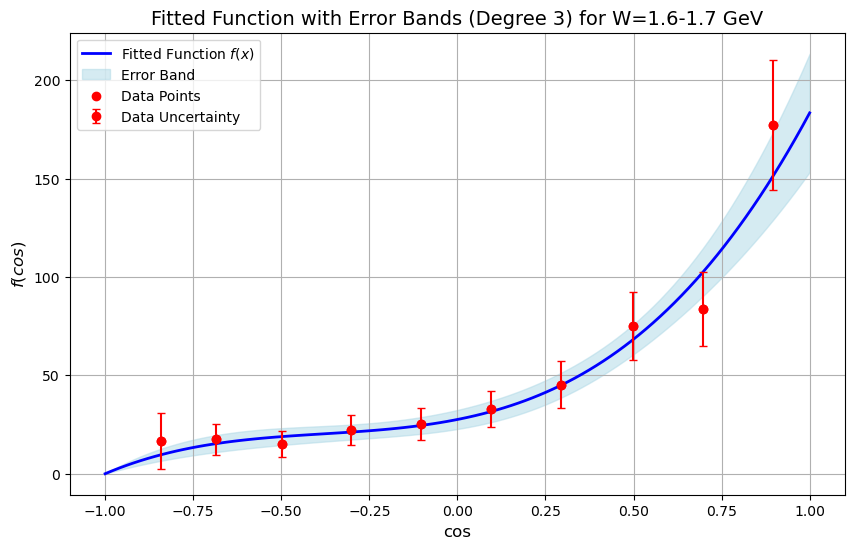 Fitted Function with Error Bands (Degree 3) for W=1.6-1.7 GeV
Fitted Function f(x)
Error Band
Data Points
Data Uncertainty
200
150
100
50
0
f(cos)
−1.00 −0.75 −0.50 −0.25 0.00 0.25 0.50 0.75 1.00
cos